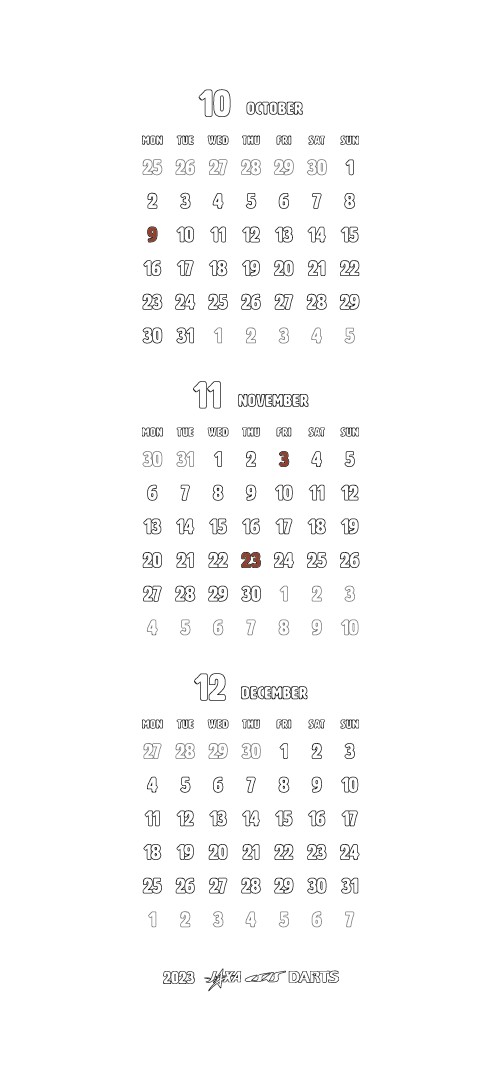 10 OCTOBER
MON TUE WED THU FRI SAT SUN
25 26 27 28 29 30 1
2 3 4 5 6 7 8
9 10 11 12 13 14 15
16 17 18 19 20 21 22
23 24 25 26 27 28 29
30 31 1 2 3 4 5
11 NOVEMBER
MON TUE WED THU FRI SAT SUN
30 31 1 2 3 4 5
6 7 8 9 10 11 12
13 14 15 16 17 18 19
20 21 22 23 24 25 26
27 28 29 30 1 2 3
4 5 6 7 8 9 10
12 DECEMBER
MON TUE WED THU FRI SAT SUN
27 28 29 30 1 2 3
4 5 6 7 8 9 10
11 12 13 14 15 16 17
18 19 20 21 22 23 24
25 26 27 28 29 30 31
1 2 3 4 5 6 7
2023 JAXA DARTS